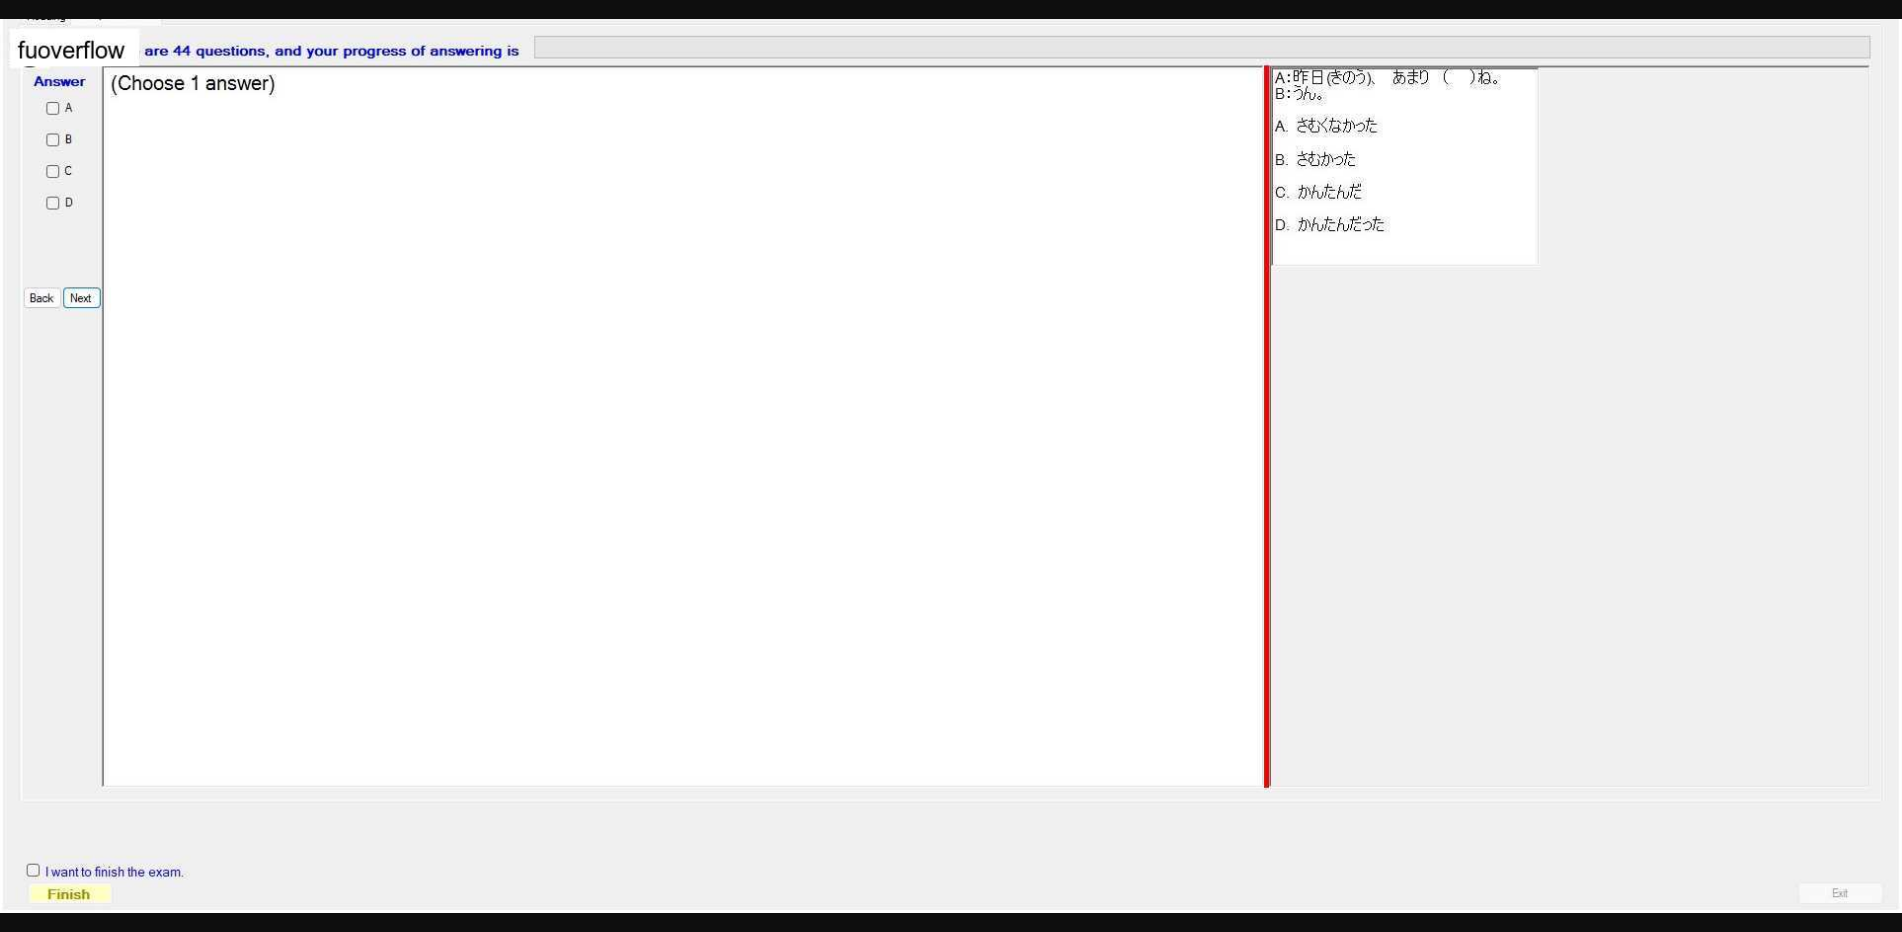 fuoverflow are 44 questions, and your progress of answering is
Answer
(Choose 1 answer)
A
B
C
D
Back Next
A:昨日(きのう)、 あまり ( )ね。
B:うん。
A. さむくなかった
B. さむかった
C. かんたんだ
D. かんたんだった
I want to finish the exam.
Finish
Exit